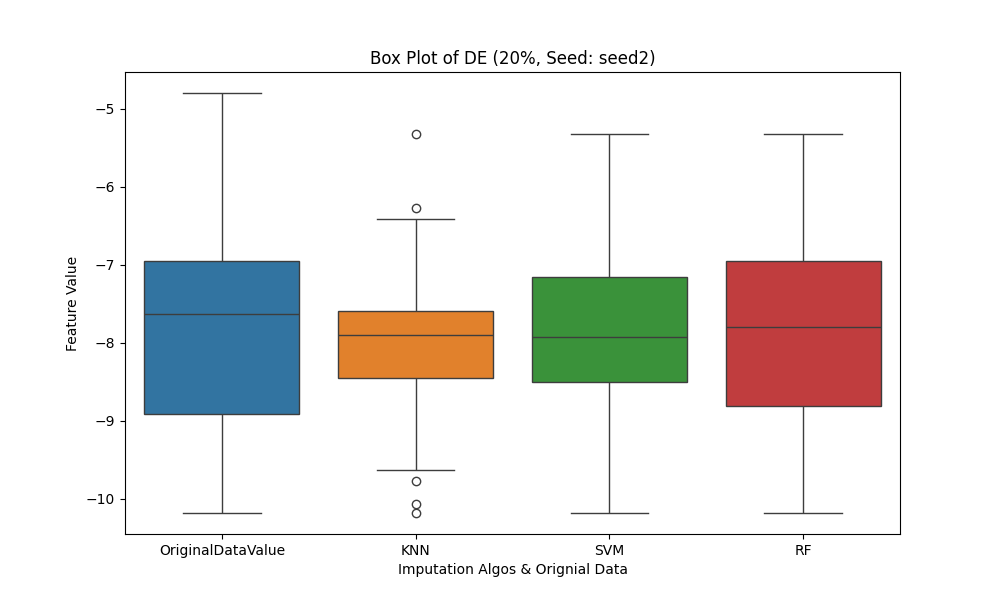 Box Plot of DE (20%, Seed: seed2)
Feature Value
−5
−6
−7
−8
−9
−10
OriginalDataValue
KNN
SVM
RF
Imputation Algos & Orignial Data